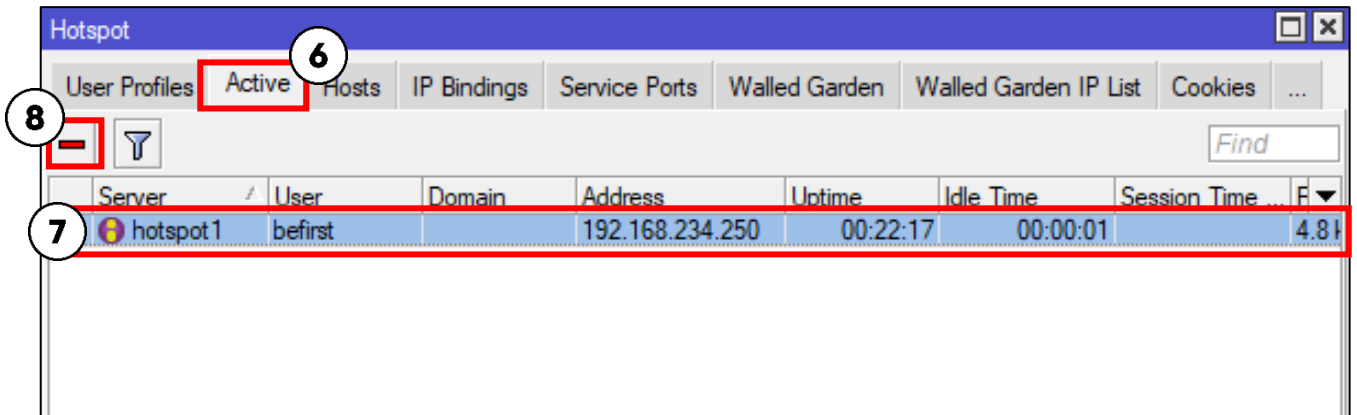 Hotspot
6
User Profiles Active Hosts IP Bindings Service Ports Walled Garden Walled Garden IP List Cookies ...
8
Find
Server User Domain Address Uptime Idle Time Session Time ...
7 hotspot1 befirst 192.168.234.250 00:22:17 00:00:01 4.8